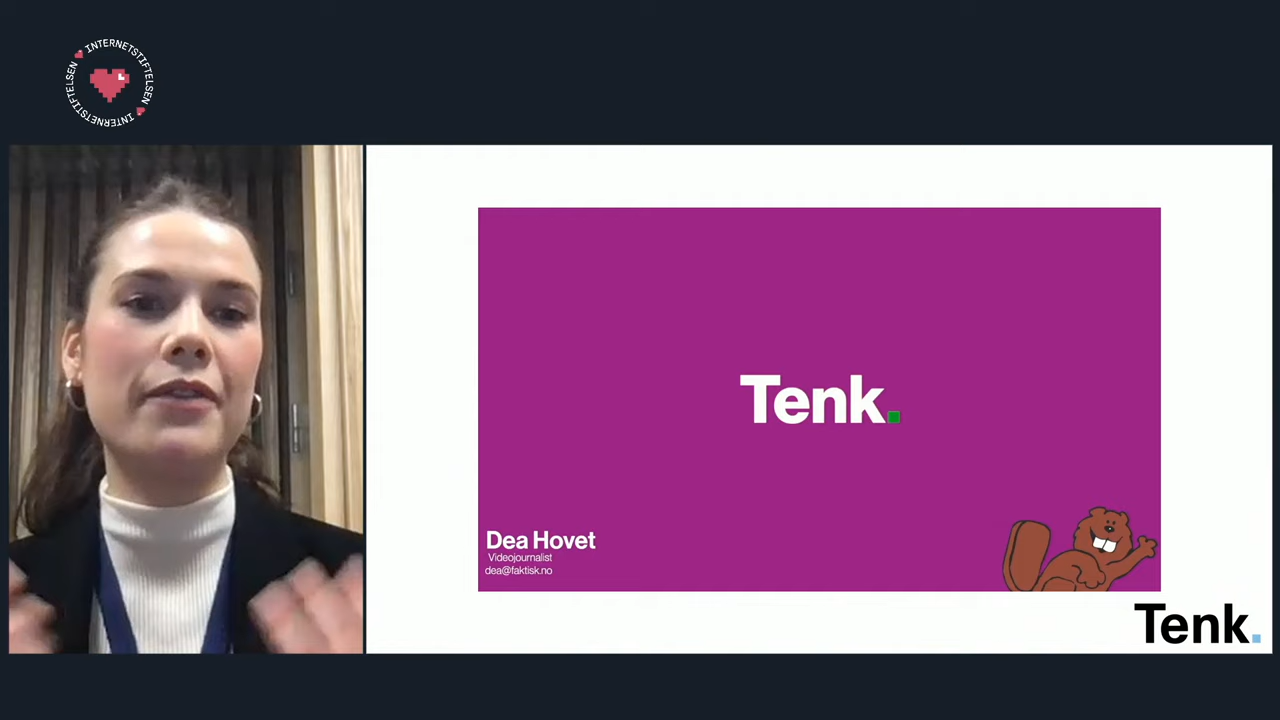 INTERNETSTIFTELSEN
INTERNETSTIFTELSEN
Tenk.
Dea Hovet
Videojournalist
dea@faktisk.no
Tenk.